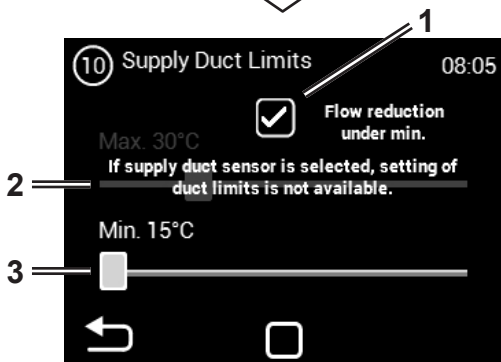 1
10 Supply Duct Limits 08:05
Flow reduction
under min.
Max. 30°C
If supply duct sensor is selected, setting of
duct limits is not available.
2
Min. 15°C
3